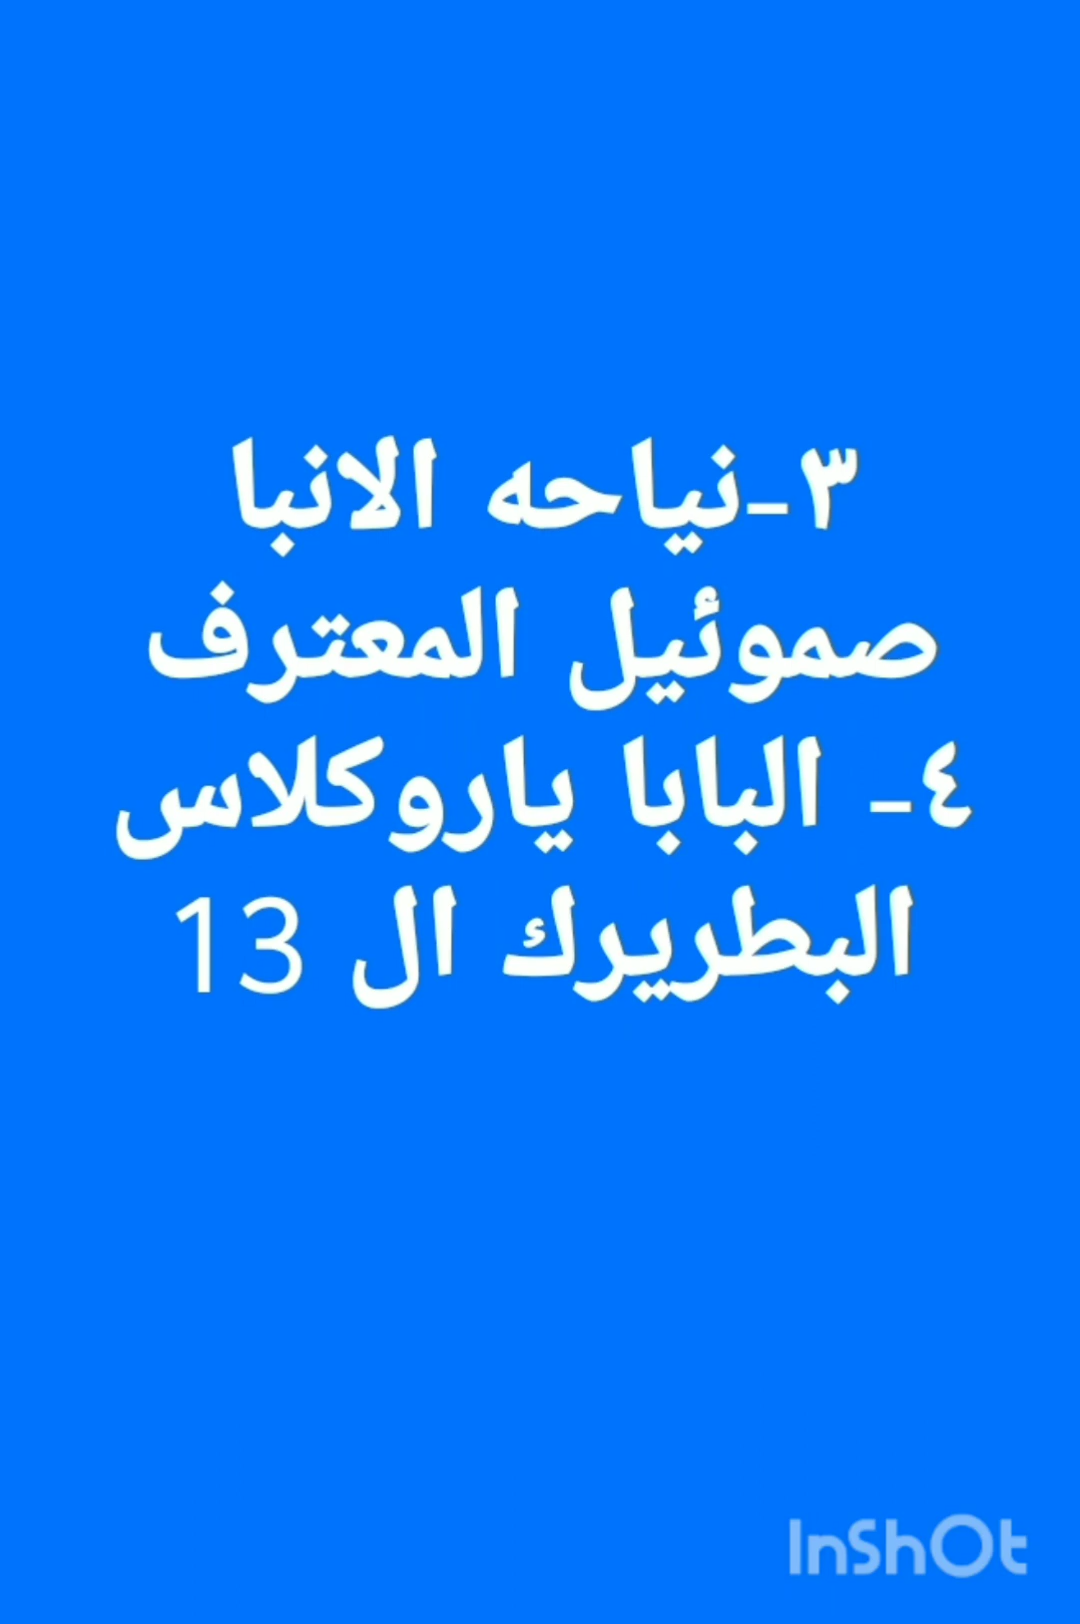 ٣-نياحه الانبا
صموئيل المعترف
٤- البابا ياروكلاس
البطريرك ال 13
InShOt